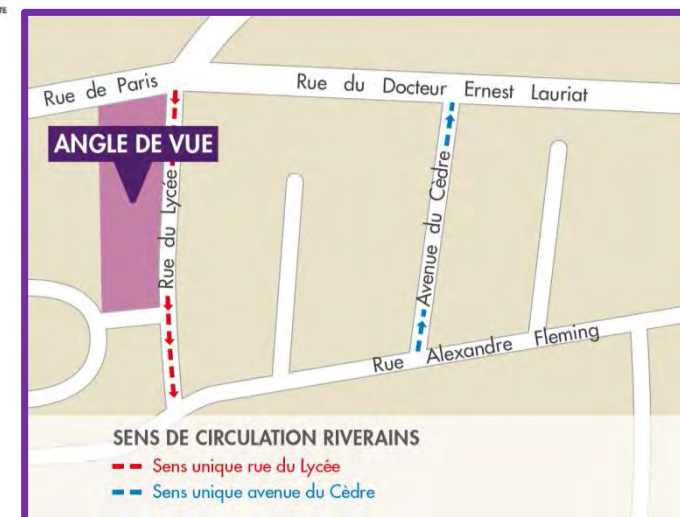 TE
Rue de Paris
Rue du Docteur Ernest Lauriat
ANGLE DE VUE
Rue du Lycée
Avenue du Cèdre
Rue Alexandre Fleming
SENS DE CIRCULATION RIVERAINS
Sens unique rue du Lycée
Sens unique avenue du Cèdre